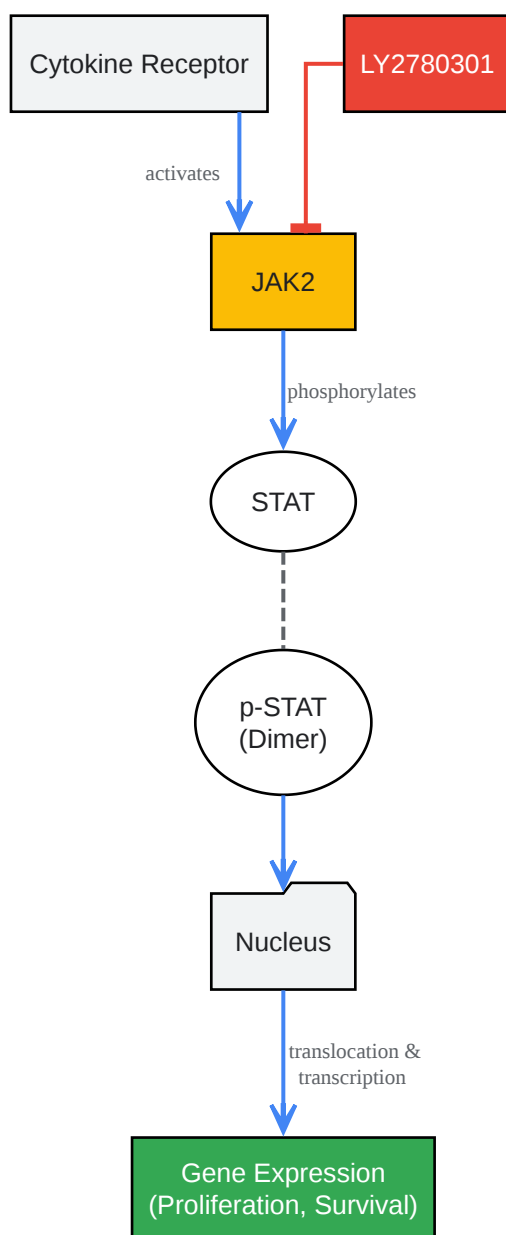 Cytokine Receptor
LY2780301
activates
JAK2
phosphorylates
STAT
p-STAT
(Dimer)
Nucleus
translocation &
transcription
Gene Expression
(Proliferation, Survival)